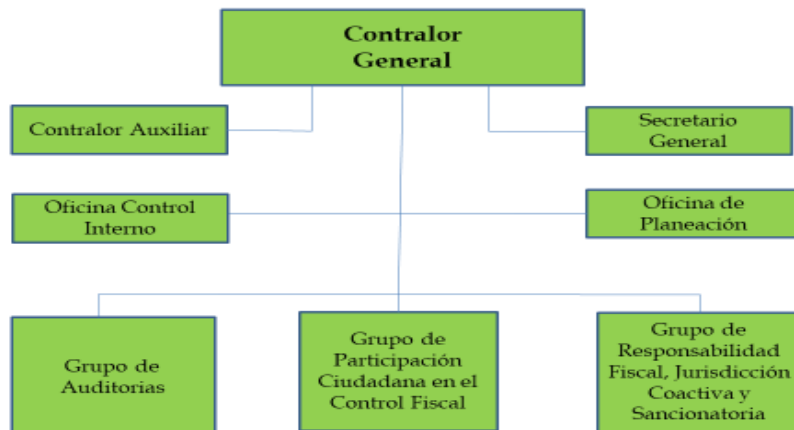 Contralor
General
Contralor Auxiliar
Secretario
General
Oficina Control
Interno
Oficina de
Planeación
Grupo de
Auditorias
Grupo de
Participación
Ciudadana en el
Control Fiscal
Grupo de
Responsabilidad
Fiscal, Jurisdicción
Coactiva y
Sancionatoria